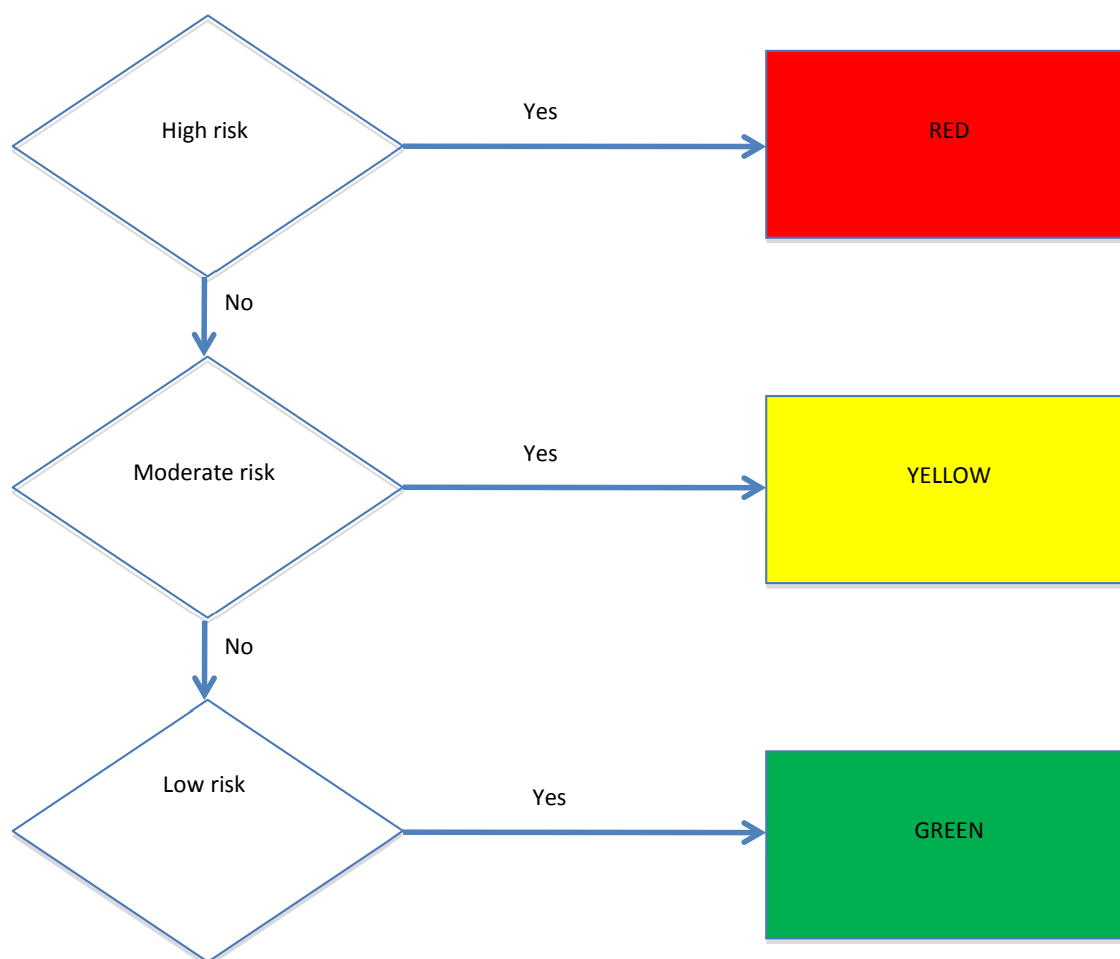 High risk
Yes
RED
No
Moderate risk
Yes
YELLOW
No
Low risk
Yes
GREEN